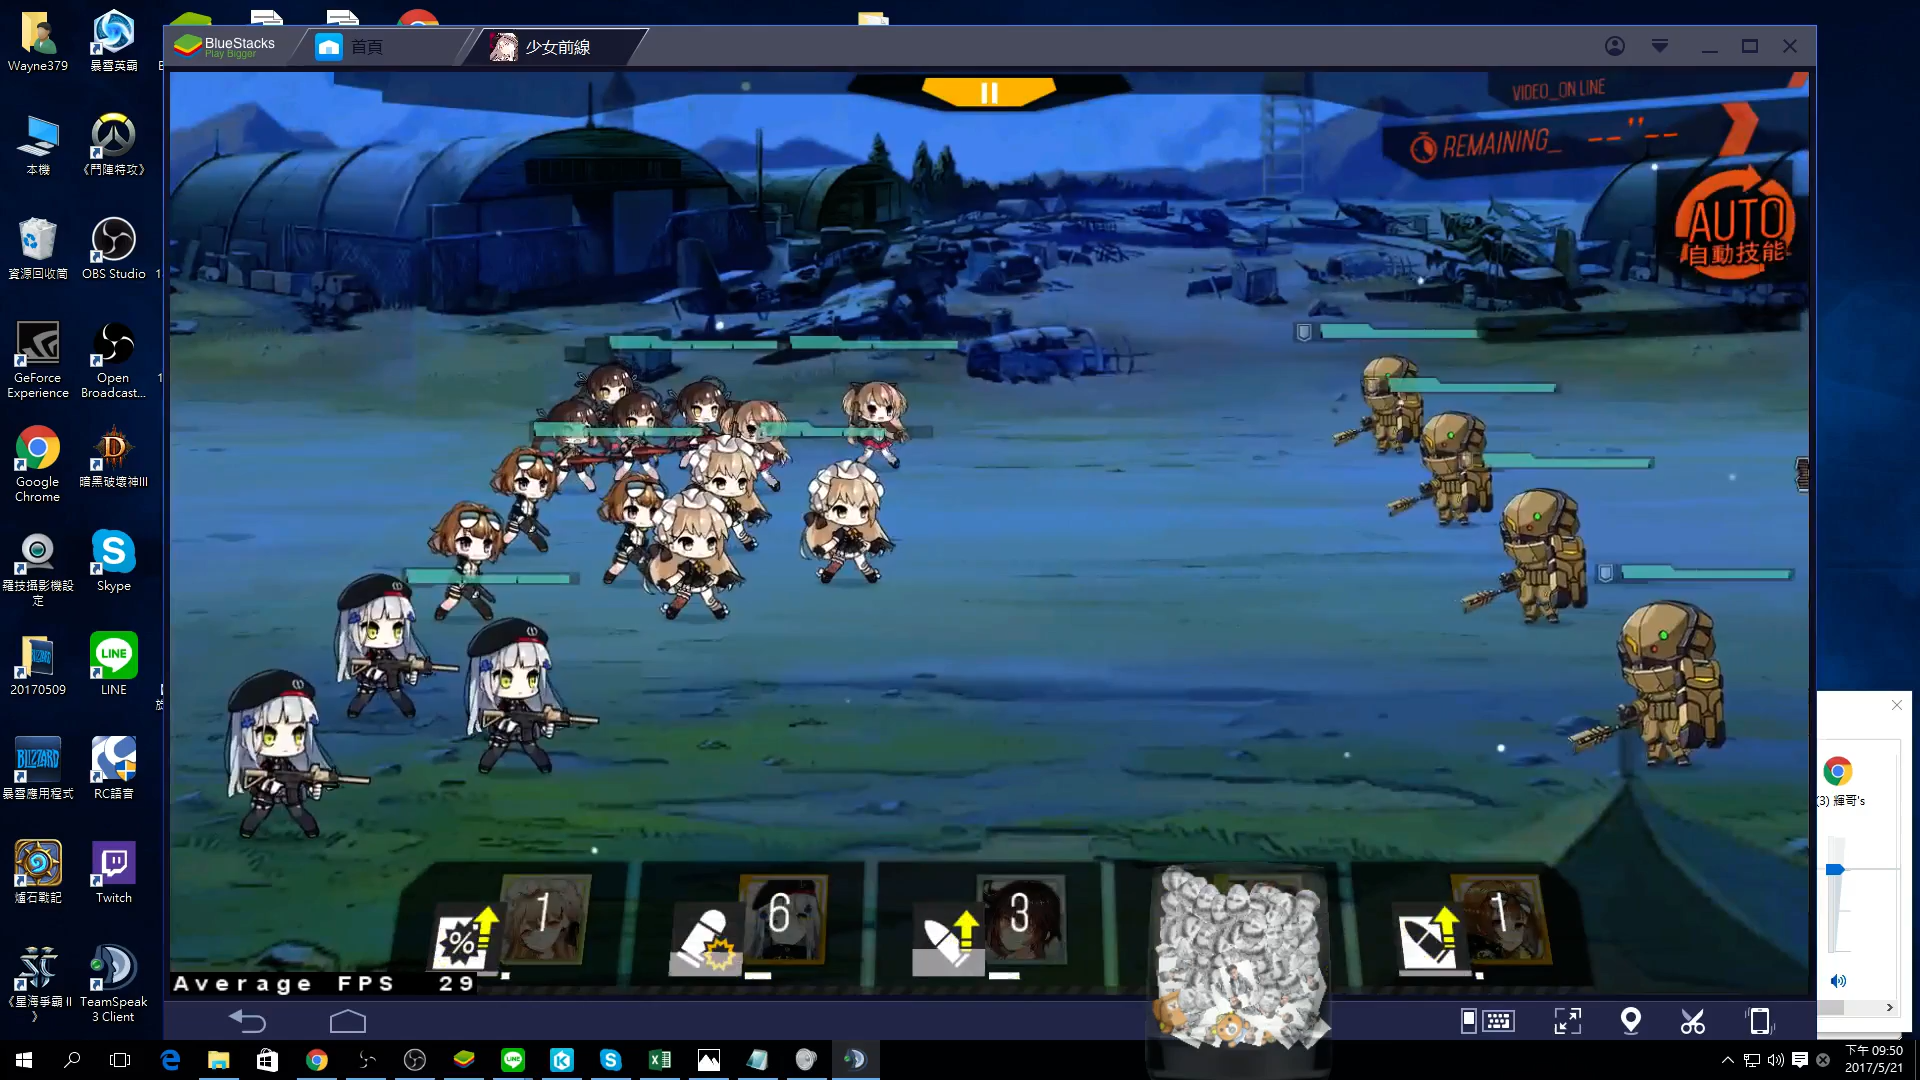 BlueStacks
Play Bigger
首頁
少女前線
Wayne379
暴雪英霸
本機
《鬥陣特攻》
資源回收筒
OBS Studio
GeForce
Experience
Open
Broadcast...
Google
Chrome
暗黑破壞神III
羅技攝影機設
定
Skype
20170509
LINE
暴雪應用程式
RC語音
爐石戰記
Twitch
《星海爭霸 II
》
TeamSpeak
3 Client
VIDEO_ON LINE
REMAINING_ --"--
AUTO
自動技能
1
6
3
1
%
Average FPS 29
(3) 輝哥's
下午 09:50
2017/5/21